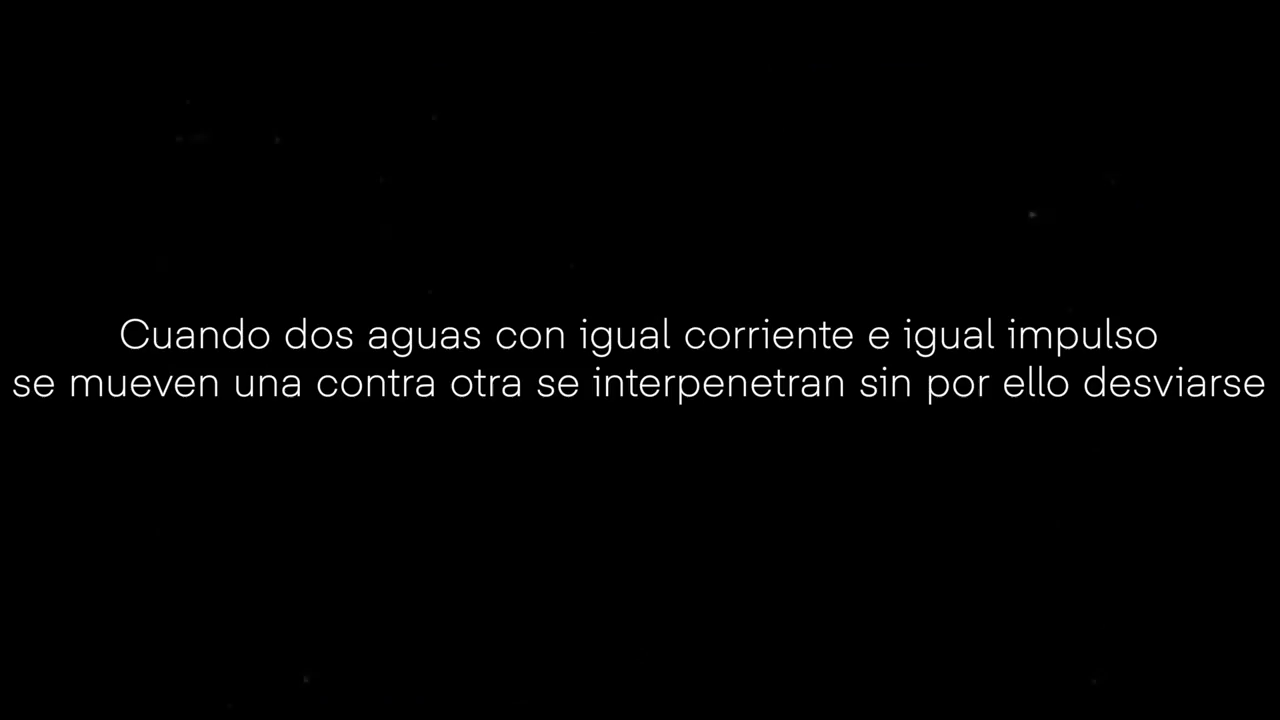 Cuando dos aguas con igual corriente e igual impulso
se mueven una contra otra se interpenetran sin por ello desviarse